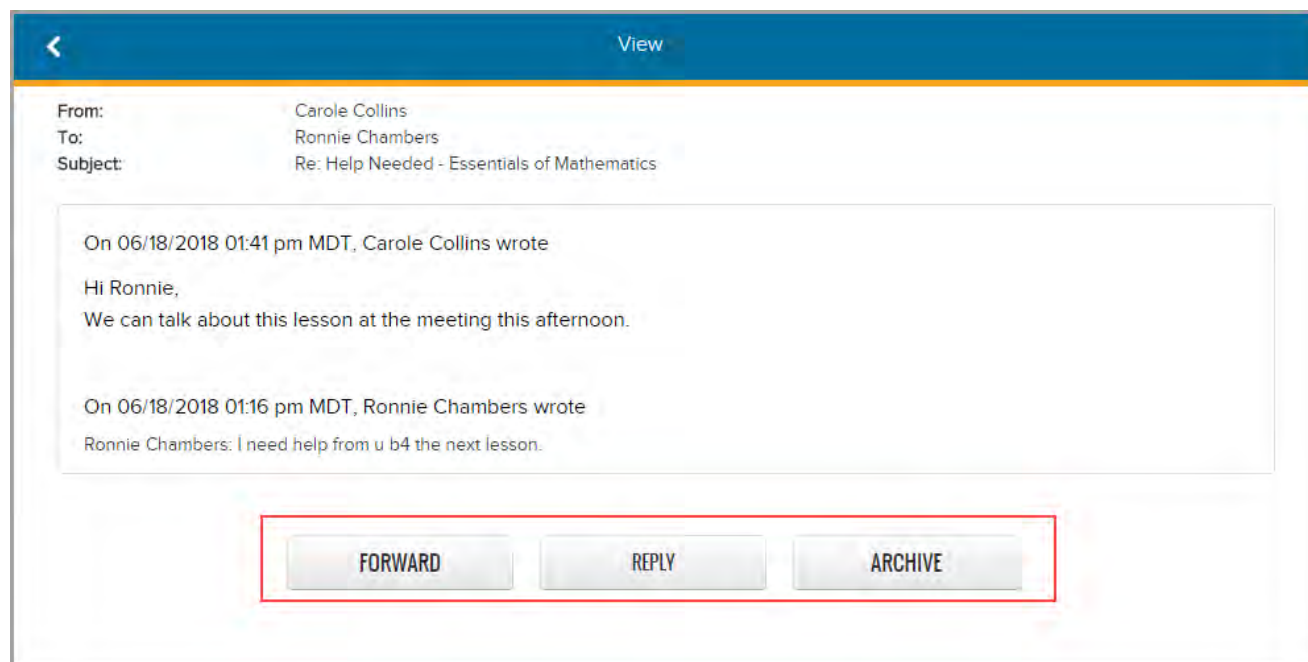 View
From: Carole Collins
To: Ronnie Chambers
Subject: Re: Help Needed - Essentials of Mathematics
On 06/18/2018 01:41 pm MDT, Carole Collins wrote
Hi Ronnie,
We can talk about this lesson at the meeting this afternoon.
On 06/18/2018 01:16 pm MDT, Ronnie Chambers wrote
Ronnie Chambers: I need help from u b4 the next lesson.
FORWARD REPLY ARCHIVE